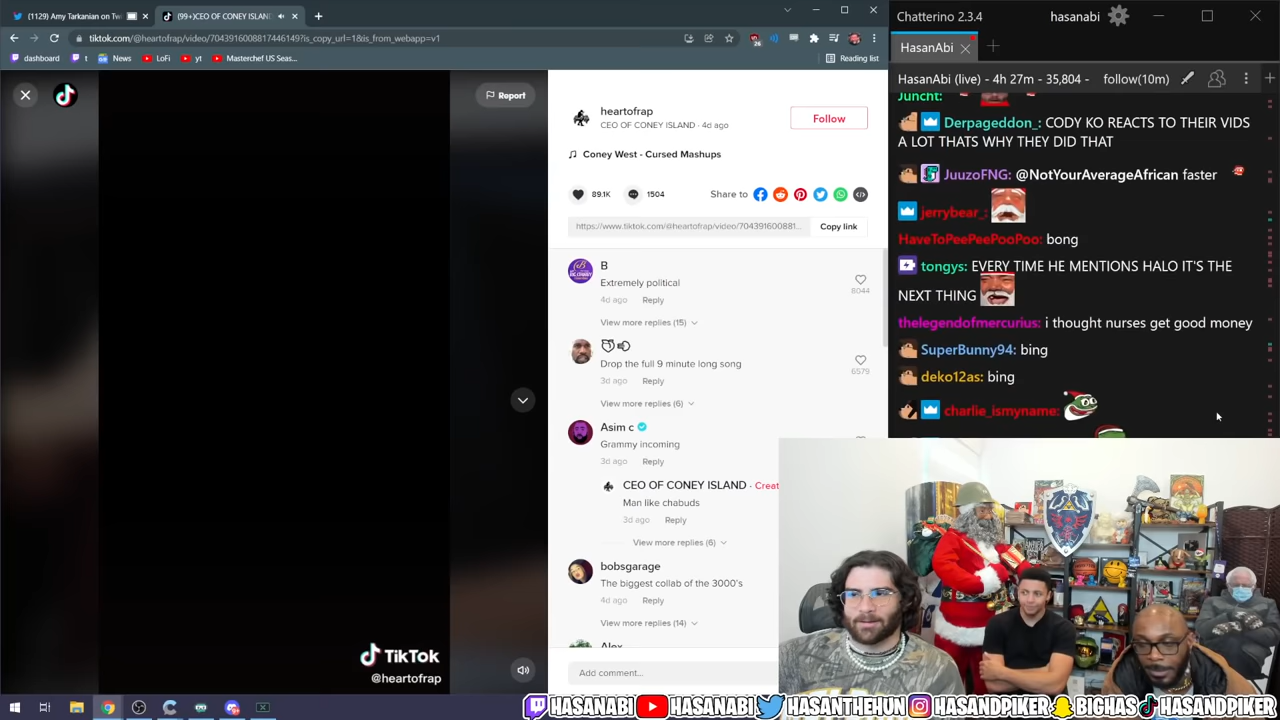 (1129) Amy Tarkanian on Tw
(99+)CEO OF CONEY ISLAND
tiktok.com/@heartofrap/video/7043916008817446149?is_copy_url=1&is_from_webapp=v1
dashboard
t
News
LoFi
yt
Masterchef US Seas...
Reading list
Report
TikTok
@heartofrap
heartofrap
CEO OF CONEY ISLAND · 4d ago
Follow
Coney West - Cursed Mashups
89.1K
1504
Share to
https://www.tiktok.com/@heartofrap/video/704391600881...
Copy link
B
Extremely political
4d ago
Reply
8044
View more replies (15)
Drop the full 9 minute long song
3d ago
Reply
6579
View more replies (6)
Asim c
Grammy incoming
3d ago
Reply
CEO OF CONEY ISLAND · Creat
Man like chabuds
3d ago
Reply
View more replies (6)
bobsgarage
The biggest collab of the 3000's
4d ago
Reply
View more replies (14)
Alex
Add comment...
Chatterino 2.3.4
hasanabi
HasanAbi
HasanAbi (live) - 4h 27m - 35,804 - follow(10m)
Juncht:
Derpageddon_: CODY KO REACTS TO THEIR VIDS
A LOT THATS WHY THEY DID THAT
JuuzoFNG: @NotYourAverageAfrican faster
jerrybear_:
HaveToPeePeePooPoo: bong
tongys: EVERY TIME HE MENTIONS HALO IT'S THE
NEXT THING
thelegendofmercurius: i thought nurses get good money
SuperBunny94: bing
deko12as: bing
charlie_ismyname:
HASANABI
HASANABI
HASANTHEHUN
HASANDPIKER
BIGHAS
HASANDPIKER